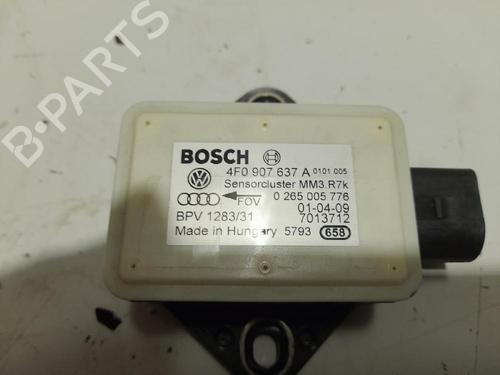 B-PARTS
BOSCH
4F0 907 637 A 0101 005
Sensorcluster MM3.R7k
FOV 0 265 005 776
BPV 1283/31 01-04-09
7013712
Made in Hungary 5793 658